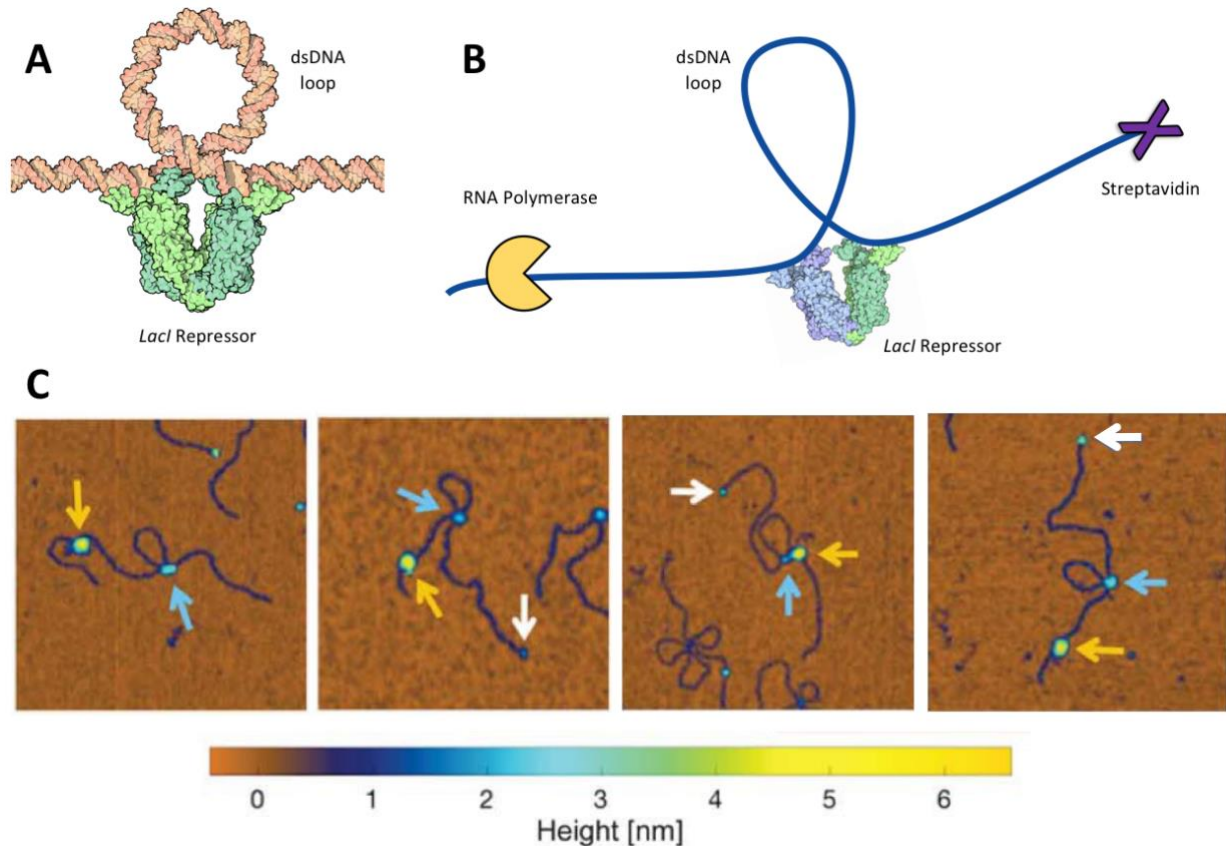 A
dsDNA
loop
LacI Repressor
B
dsDNA
loop
RNA Polymerase
Streptavidin
LacI Repressor
C
0 1 2 3 4 5 6
Height [nm]